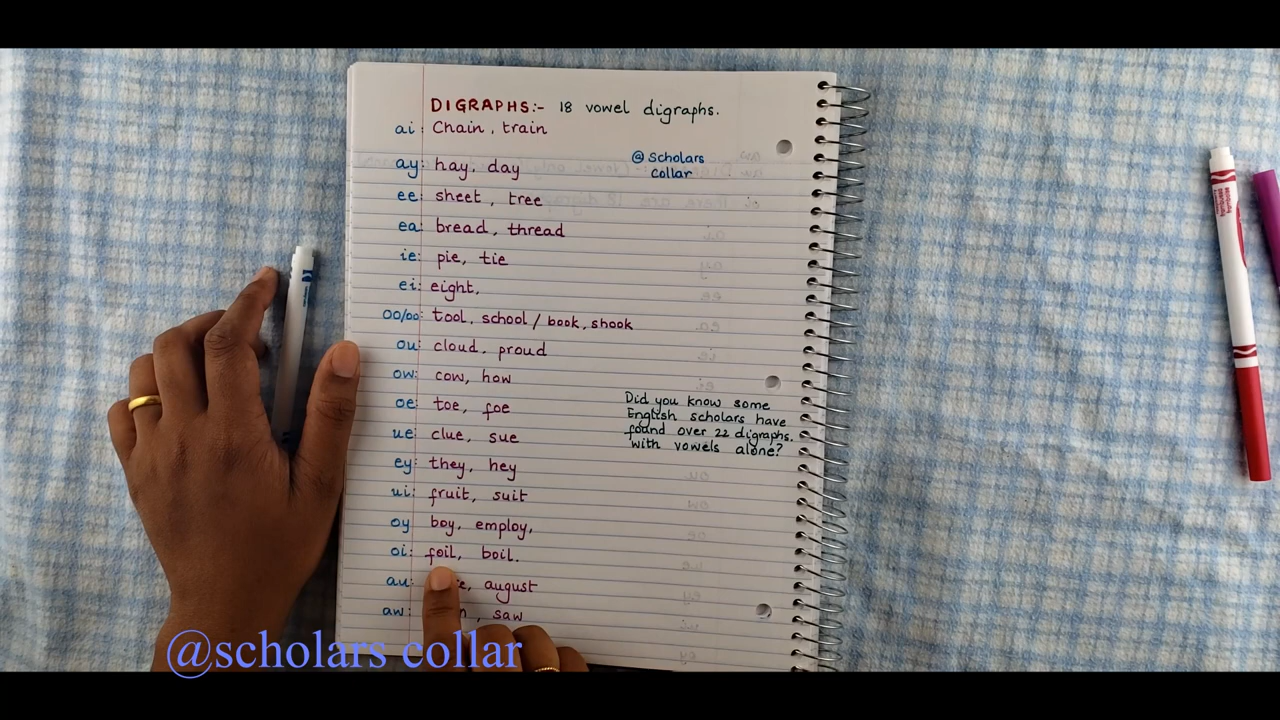 DIGRAPHS:- 18 vowel digraphs.
ai: Chain, train
@ Scholars
collar
ay: hay, day
ee: sheet, tree
ea: bread, thread
ie: pie, tie
ei: eight,
oo/oo: tool, school / book, shook
ou: cloud, proud
ow: cow, how
Did you know some
English scholars have
found over 22 digraphs.
with vowels alone?
oe: toe, foe
ue: clue, sue
ey: they, hey
ui: fruit, suit
oy boy, employ,
oi: foil, boil.
au: august
aw: saw
@scholars collar